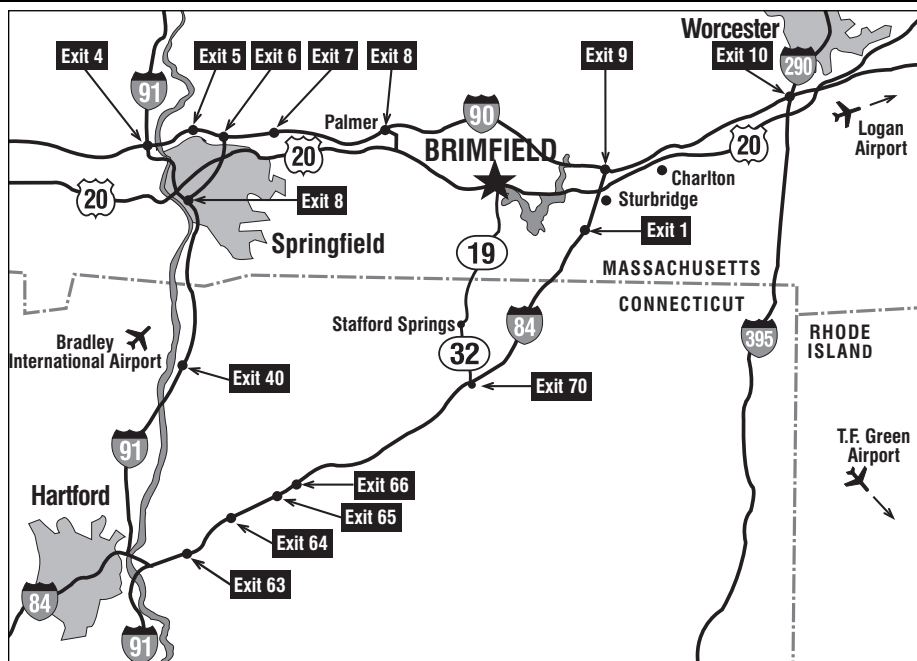 Worcester
Exit 4
Exit 5
Exit 6
Exit 7
Exit 8
Exit 9
Exit 10
91
290
90
Palmer
BRIMFIELD
20
20
Logan
Airport
Charlton
Sturbridge
20
Exit 8
Springfield
Exit 1
19
MASSACHUSETTS
CONNECTICUT
Stafford Springs
84
32
395
RHODE
ISLAND
Bradley
International Airport
Exit 40
Exit 70
91
T.F. Green
Airport
Hartford
Exit 66
Exit 65
Exit 64
Exit 63
84
91